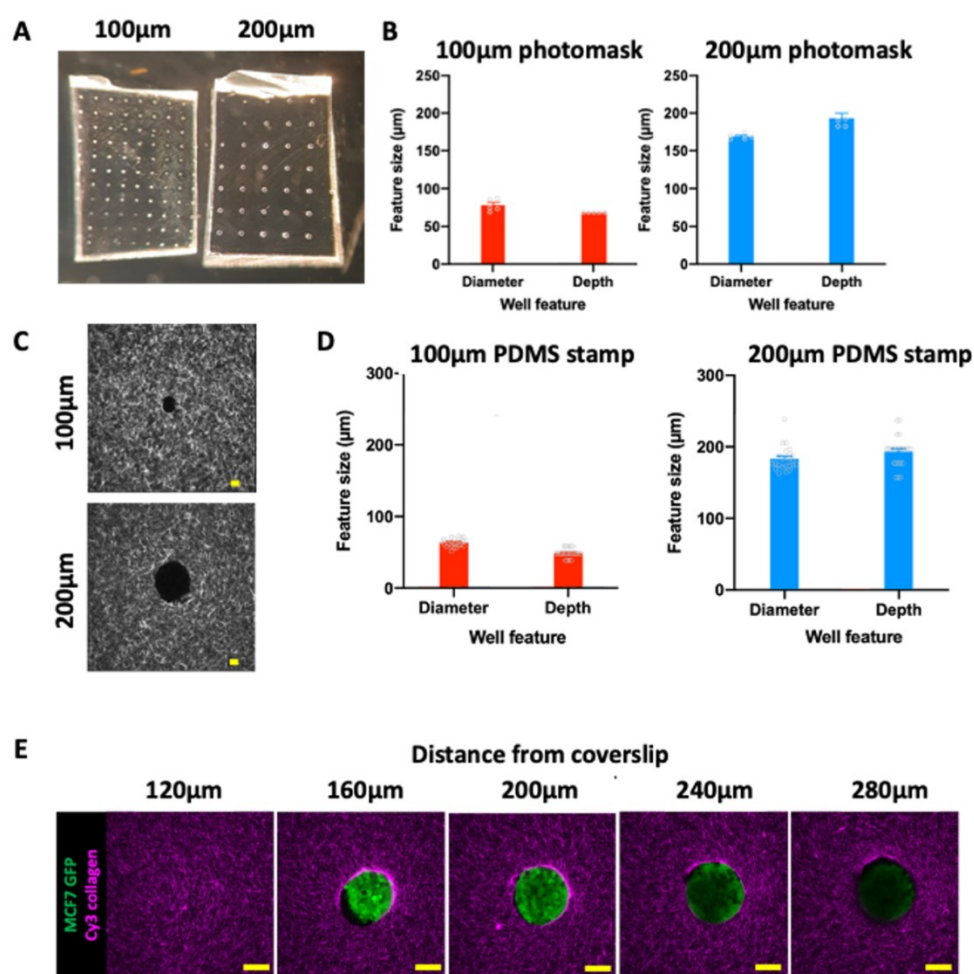 A
100µm 200µm
B
100µm photomask
Feature size (µm)
250
200
150
100
50
0
Diameter Depth
Well feature
200µm photomask
Feature size (µm)
250
200
150
100
50
0
Diameter Depth
Well feature
C
100µm
200µm
D
100µm PDMS stamp
Feature size (µm)
300
200
100
0
Diameter Depth
Well feature
200µm PDMS stamp
Feature size (µm)
300
200
100
0
Diameter Depth
Well feature
E
Distance from coverslip
120µm 160µm 200µm 240µm 280µm
MCF7 GFP
Cy3 collagen